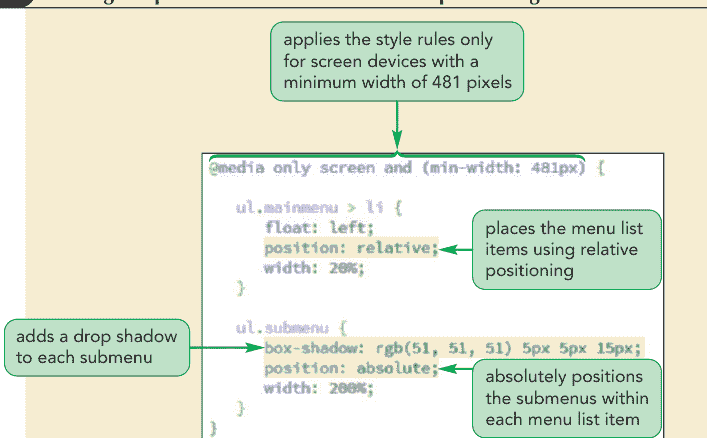 applies the style rules only
for screen devices with a
minimum width of 481 pixels
@media only screen and (min-width: 481px) {
ul.mainmenu > li {
float: left;
position: relative;
width: 20%;
}
places the menu list
items using relative
positioning
ul.submenu {
box-shadow: rgb(51, 51, 51) 5px 5px 15px;
position: absolute;
width: 200%;
}
}
adds a drop shadow
to each submenu
absolutely positions
the submenus within
each menu list item